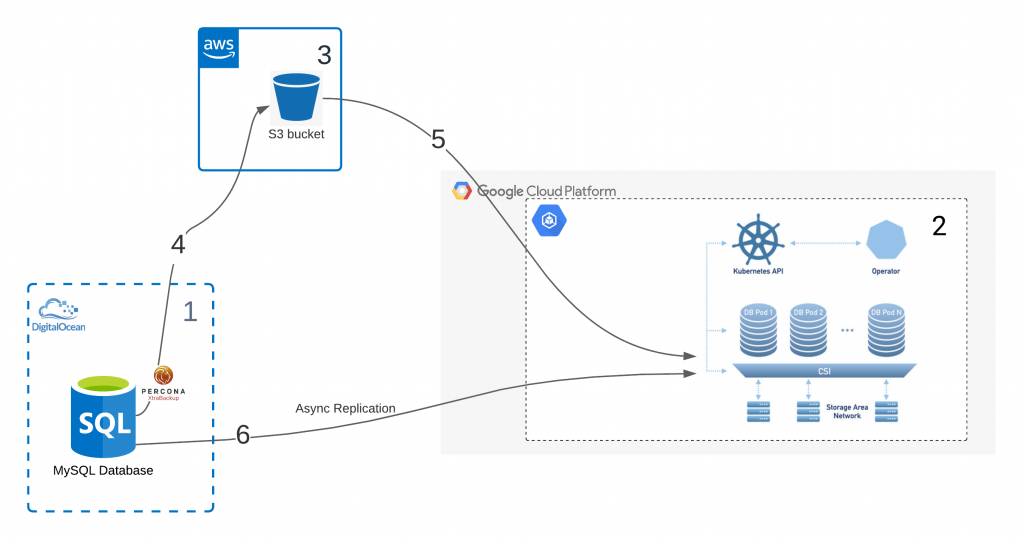 aws
3
S3 bucket
5
Google Cloud Platform
2
Kubernetes API
Operator
4
1
DigitalOcean
DB Pod 1
DB Pod 2
DB Pod N
CSI
PERCONA
XtraBackup
SQL
Async Replication
Storage Area
Network
6
MySQL Database